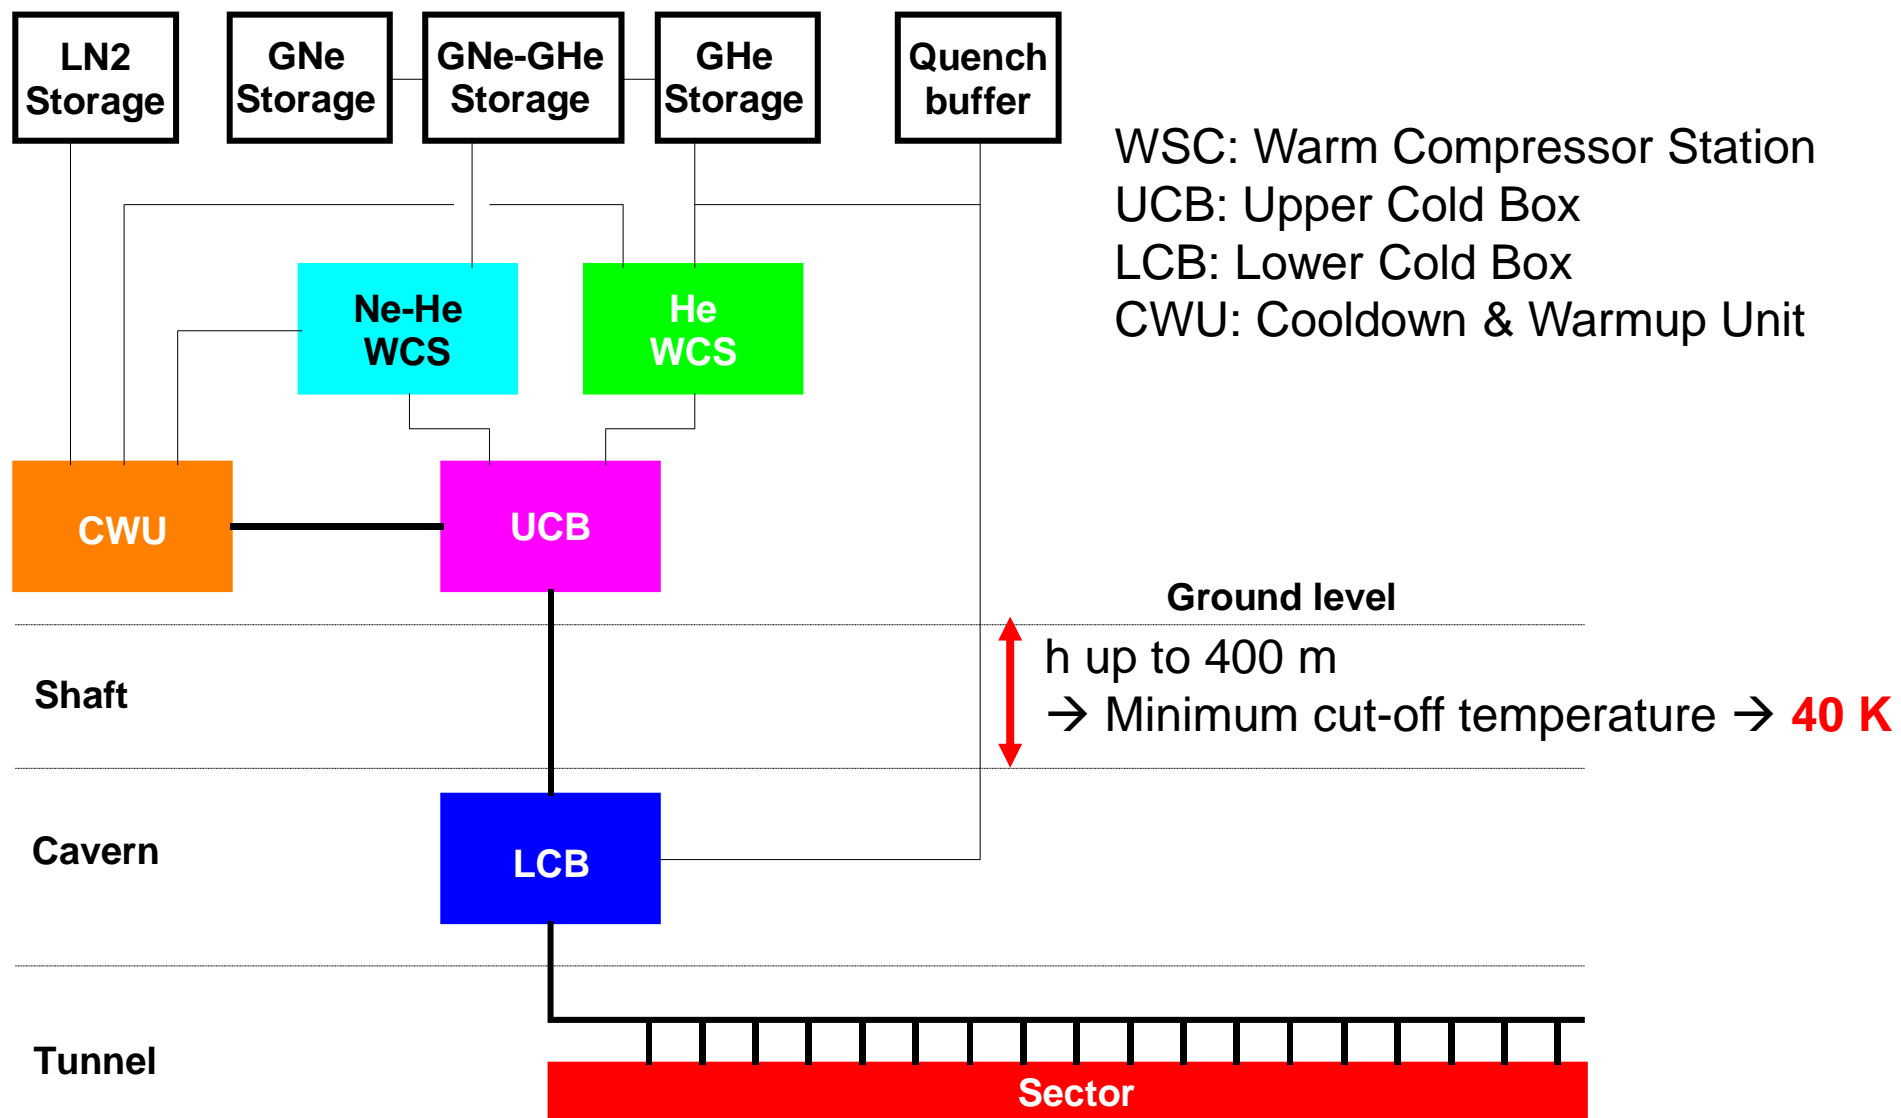 LN2
Storage
GNe
Storage
GNe-GHe
Storage
GHe
Storage
Quench
buffer
WSC: Warm Compressor Station
UCB: Upper Cold Box
LCB: Lower Cold Box
CWU: Cooldown & Warmup Unit
Ne-He
WCS
He
WCS
CWU
UCB
Ground level
h up to 400 m
→ Minimum cut-off temperature → 40 K
Shaft
Cavern
LCB
Tunnel
Sector